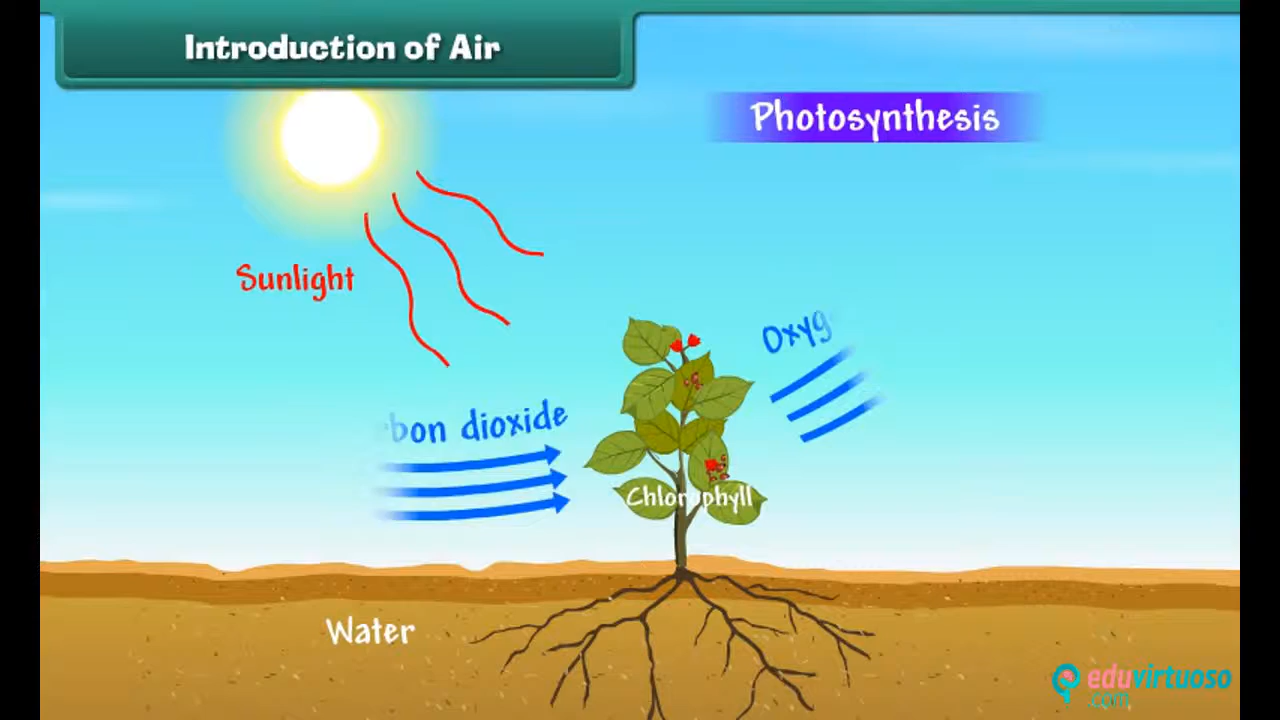 Introduction of Air
Photosynthesis
Sunlight
Oxyg
bon dioxide
Chlorophyll
Water
eduvirtuoso
.com